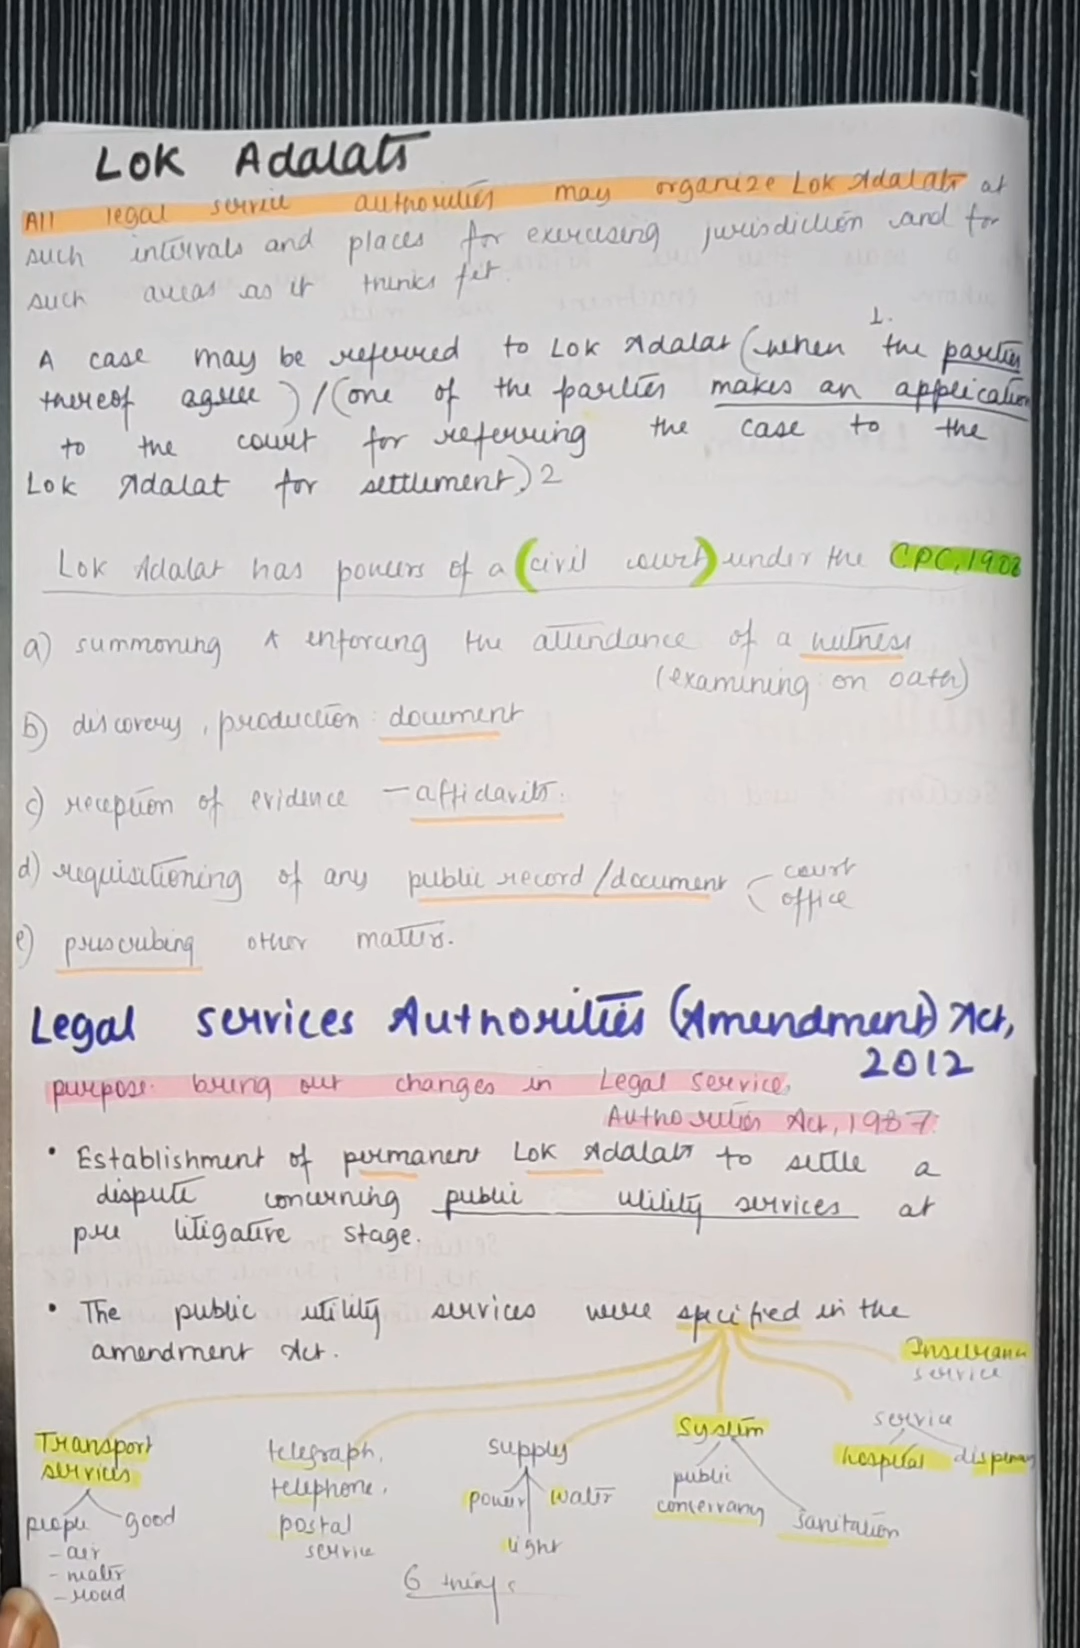 LOK Adalats
All legal service authorities may organize Lok Adalats at
such intervals and places for exercising jurisdiction and for
such areas as it thinks fit.
1.
A case may be referred to Lok Adalat (when the parties
thereof agree) / (one of the parties makes an application
to the court for referring the case to the
Lok Adalat for settlement) 2
Lok Adalat has powers of a (civil court) under the CPC, 1908
a) summoning & enforcing the attendance of a witness
(examining on oath)
b) discovery, production : document
c) reception of evidence - affidavits.
d) requisitioning of any public record / document
court
office
e) prescribing other matters.
Legal services Authorities (Amendment) Act,
2012
purpose: bring out changes in Legal Service
Authorities Act, 1987.
• Establishment of permanent Lok Adalats to settle a
dispute concerning public utility services at
pre litigative stage.
• The public utility services were specified in the
amendment Act.
Insurance
service
Transport
services
people good
- air
- water
- road
telegraph,
telephone,
postal
service
supply
power water
light
System
public
conservancy sanitation
service
hospital dispensary
6 things